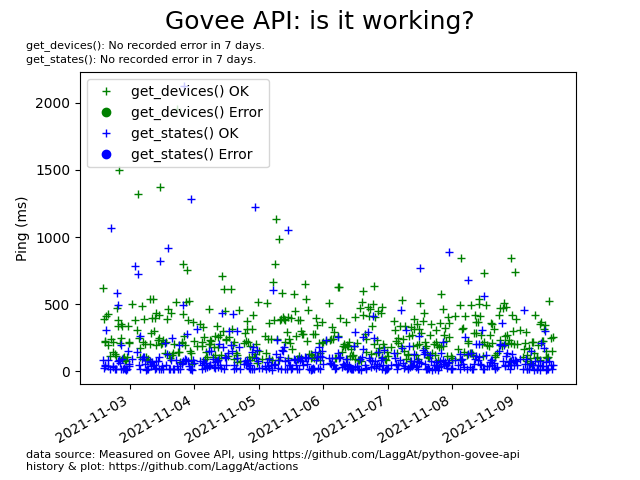 Govee API: is it working?
get_devices(): No recorded error in 7 days.
get_states(): No recorded error in 7 days.
get_devices() OK
get_devices() Error
get_states() OK
get_states() Error
Ping (ms)
2000
1500
1000
500
0
2021-11-03
2021-11-04
2021-11-05
2021-11-06
2021-11-07
2021-11-08
2021-11-09
data source: Measured on Govee API, using https://github.com/LaggAt/python-govee-api
history & plot: https://github.com/LaggAt/actions